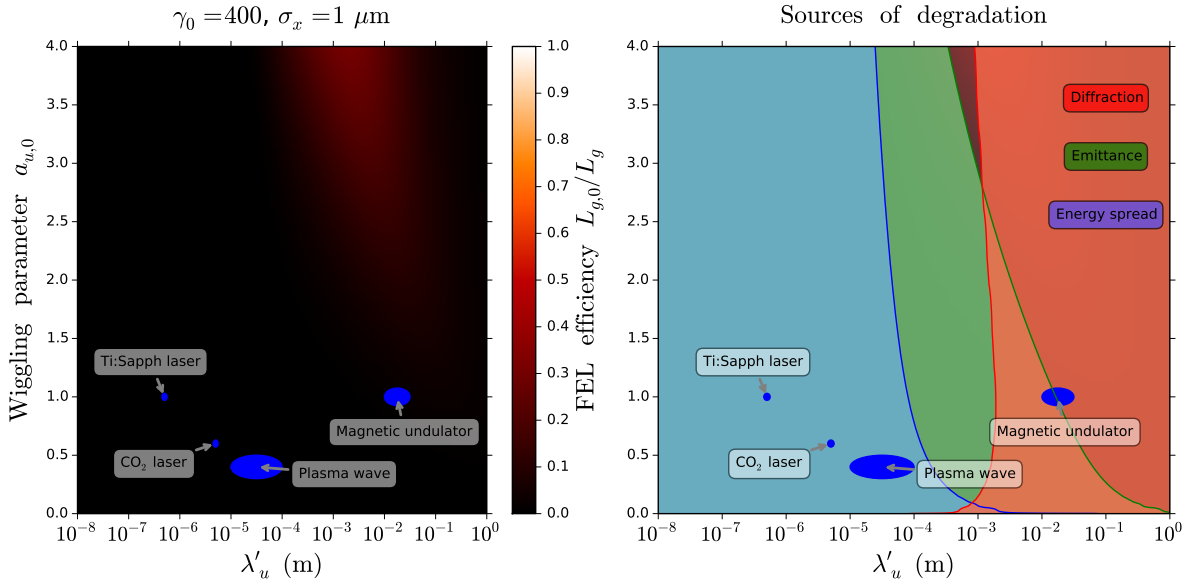 γ₀ =400, σₓ =1 μm
Wiggling parameter a_{u,0}
4.0
3.5
3.0
2.5
2.0
1.5
1.0
0.5
0.0
Ti:Sapph laser
CO₂ laser
Plasma wave
Magnetic undulator
10⁻⁸ 10⁻⁷ 10⁻⁶ 10⁻⁵ 10⁻⁴ 10⁻³ 10⁻² 10⁻¹ 10⁰
λ′_u (m)
1.0
0.9
0.8
0.7
0.6
0.5
0.4
0.3
0.2
0.1
0.0
FEL efficiency L_{g,0}/L_g
Sources of degradation
4.0
3.5
3.0
2.5
2.0
1.5
1.0
0.5
0.0
Diffraction
Emittance
Energy spread
Ti:Sapph laser
CO₂ laser
Plasma wave
Magnetic undulator
10⁻⁸ 10⁻⁷ 10⁻⁶ 10⁻⁵ 10⁻⁴ 10⁻³ 10⁻² 10⁻¹ 10⁰
λ′_u (m)